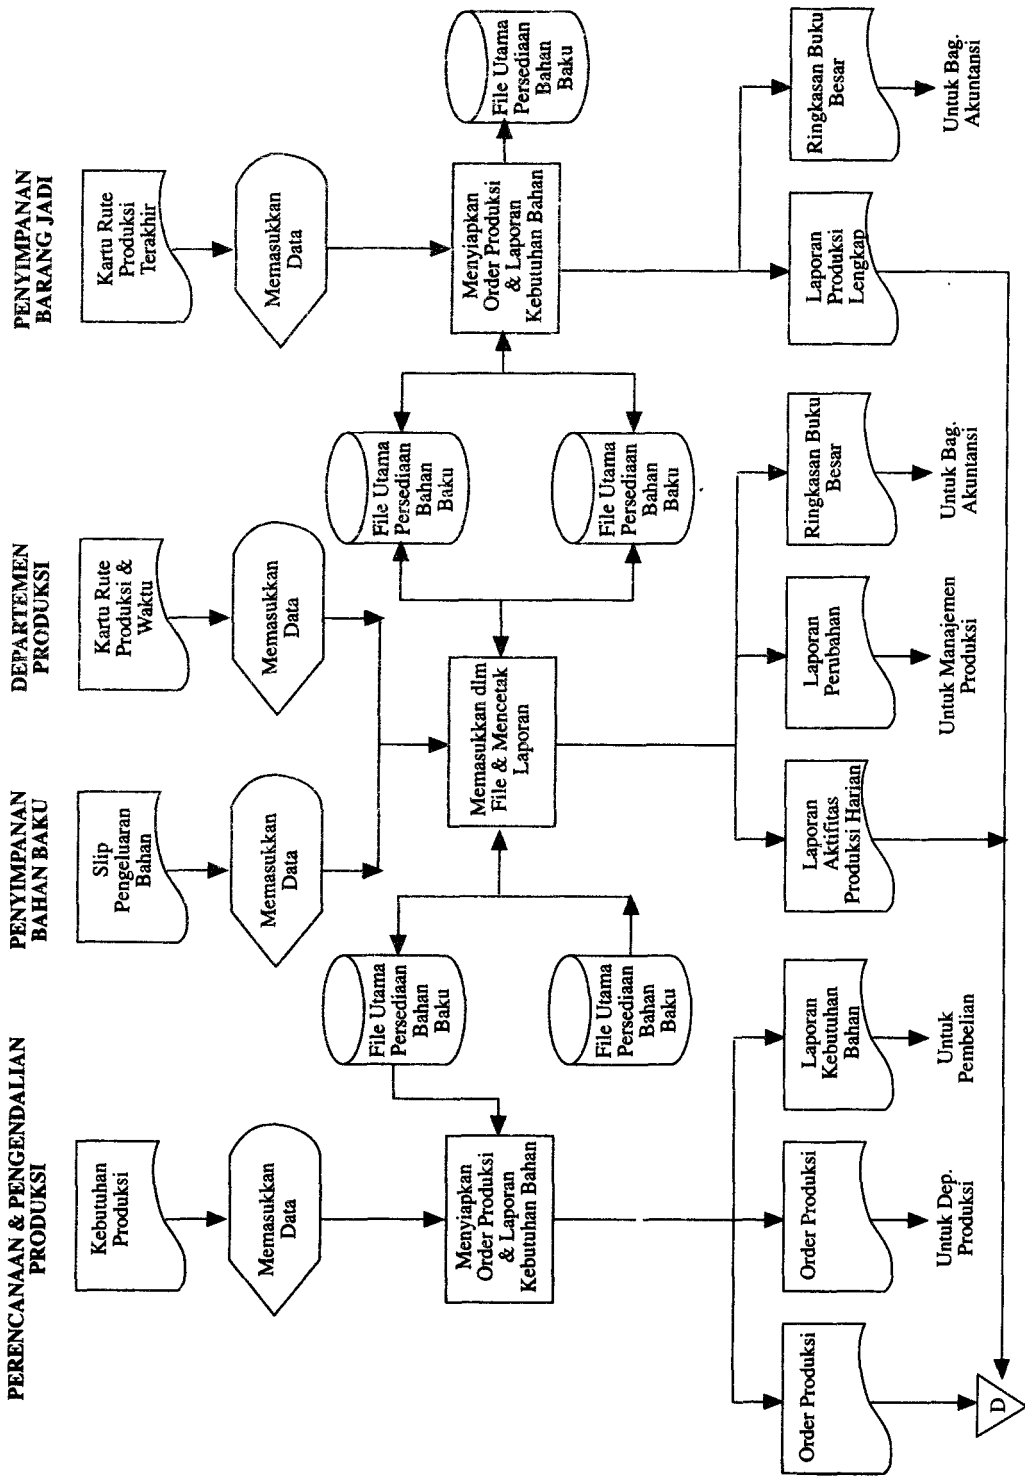 PERENCANAAN & PENGENDALIAN
PRODUKSI
PENYIMPANAN
BAHAN BAKU
DEPARTEMEN
PRODUKSI
PENYIMPANAN
BARANG JADI
Kebutuhan
Produksi
Slip
Pengeluaran
Bahan
Kartu Rute
Produksi &
Waktu
Kartu Rute
Produksi
Terakhir
Memasukkan
Data
Memasukkan
Data
Memasukkan
Data
Memasukkan
Data
File Utama
Persediaan
Bahan
Baku
File Utama
Persediaan
Bahan
Baku
Menyiapkan
Order Produksi
& Laporan
Kebutuhan Bahan
Memasukkan dlm
File & Mencetak
Laporan
Menyiapkan
Order Produksi
& Laporan
Kebutuhan Bahan
File Utama
Persediaan
Bahan
Baku
File Utama
Persediaan
Bahan
Baku
File Utama
Persediaan
Bahan
Baku
Order Produksi
Order Produksi
Laporan
Kebutuhan
Bahan
Laporan
Aktifitas
Produksi Harian
Laporan
Perubahan
Ringkasan Buku
Besar
Laporan
Produksi
Lengkap
Ringkasan Buku
Besar
D
Untuk Dep.
Produksi
Untuk
Pembelian
Untuk Manajemen
Produksi
Untuk Bag.
Akuntansi
Untuk Bag.
Akuntansi